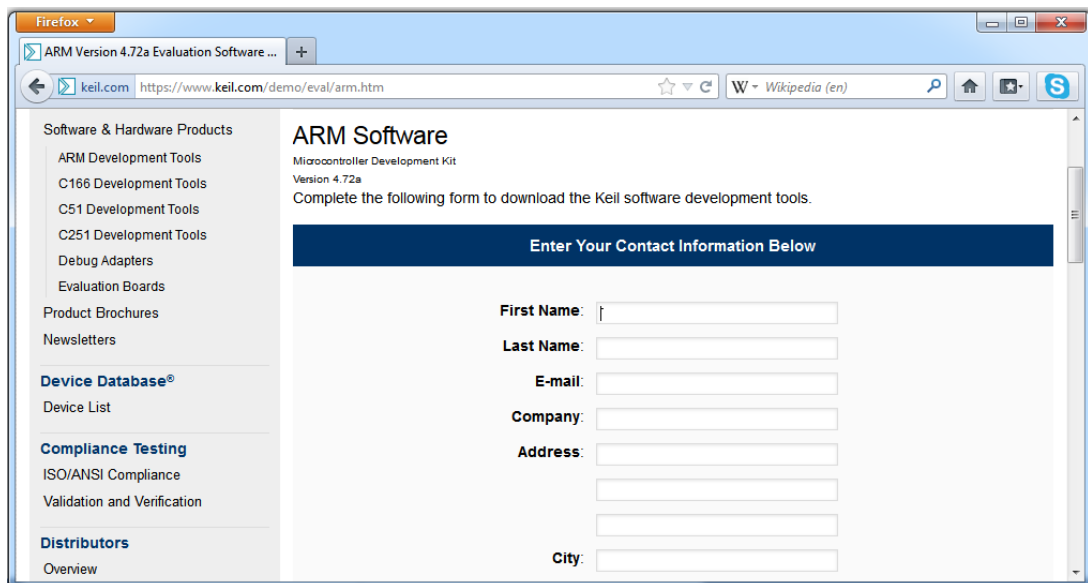 Firefox
ARM Version 4.72a Evaluation Software ...
keil.com https://www.keil.com/demo/eval/arm.htm
W Wikipedia (en)
S
Software & Hardware Products
ARM Development Tools
C166 Development Tools
C51 Development Tools
C251 Development Tools
Debug Adapters
Evaluation Boards
Product Brochures
Newsletters
Device Database®
Device List
Compliance Testing
ISO/ANSI Compliance
Validation and Verification
Distributors
Overview
ARM Software
Microcontroller Development Kit
Version 4.72a
Complete the following form to download the Keil software development tools.
Enter Your Contact Information Below
First Name:
Last Name:
E-mail:
Company:
Address:
City: